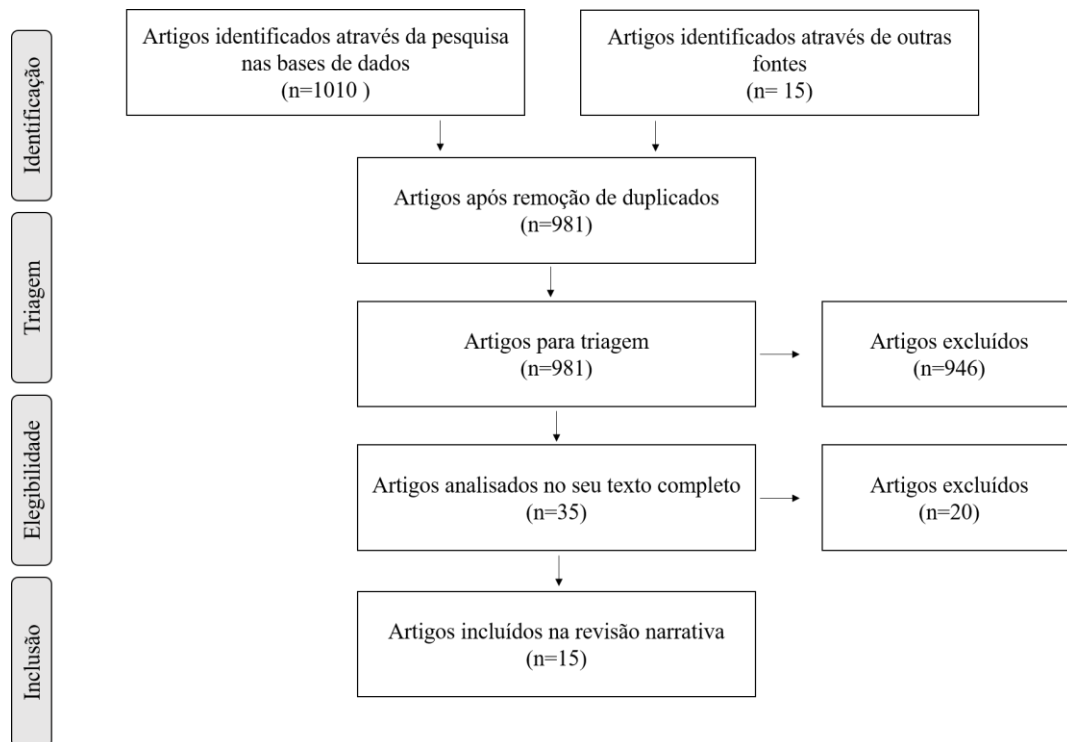 Identificação
Artigos identificados através da pesquisa
nas bases de dados
(n=1010 )
Artigos identificados através de outras
fontes
(n= 15)
Artigos após remoção de duplicados
(n=981)
Triagem
Artigos para triagem
(n=981)
Artigos excluídos
(n=946)
Elegibilidade
Artigos analisados no seu texto completo
(n=35)
Artigos excluídos
(n=20)
Inclusão
Artigos incluídos na revisão narrativa
(n=15)